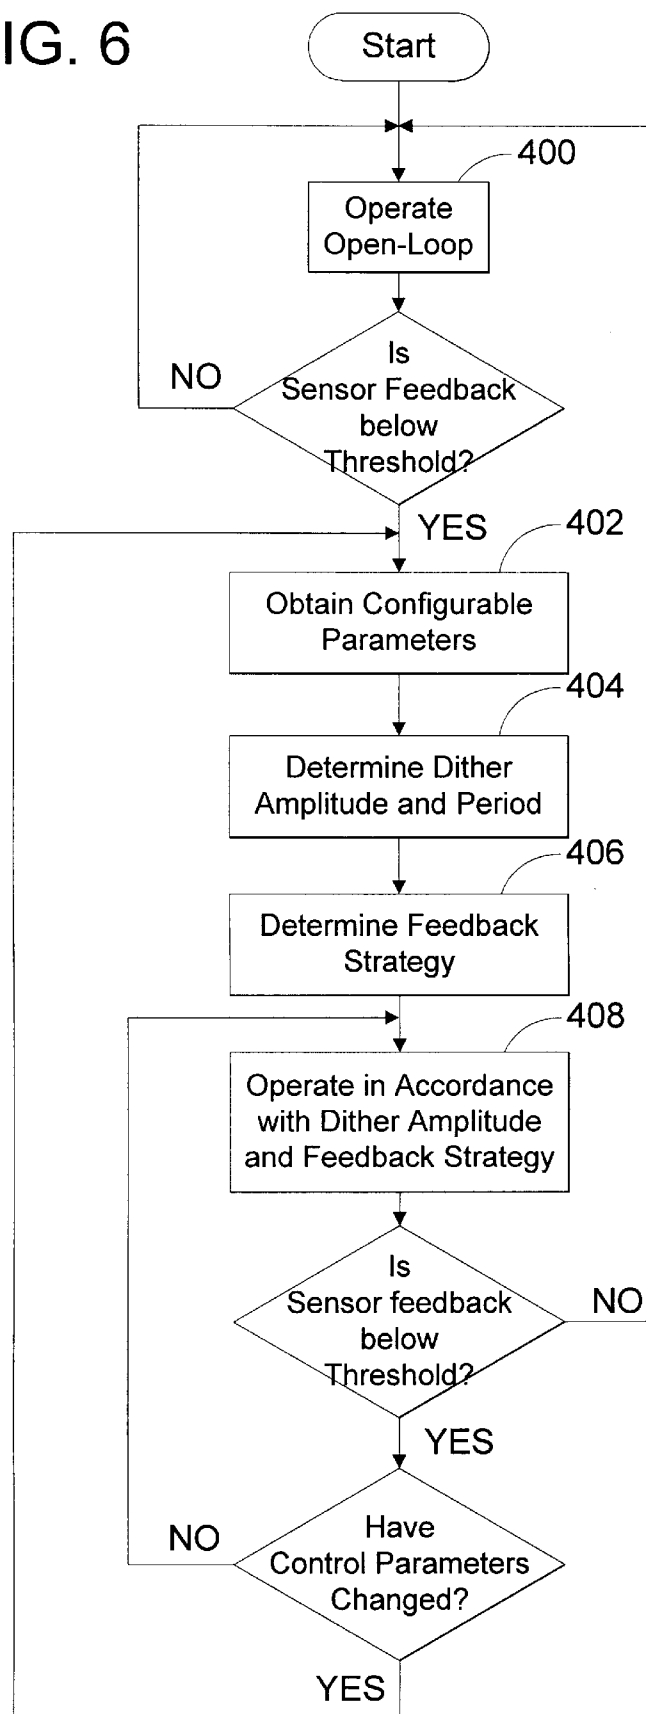 IG. 6
Start
400
Operate
Open-Loop
Is
Sensor Feedback
below
Threshold?
NO
YES
402
Obtain Configurable
Parameters
404
Determine Dither
Amplitude and Period
406
Determine Feedback
Strategy
408
Operate in Accordance
with Dither Amplitude
and Feedback Strategy
Is
Sensor feedback
below
Threshold?
NO
YES
Have
Control Parameters
Changed?
NO
YES